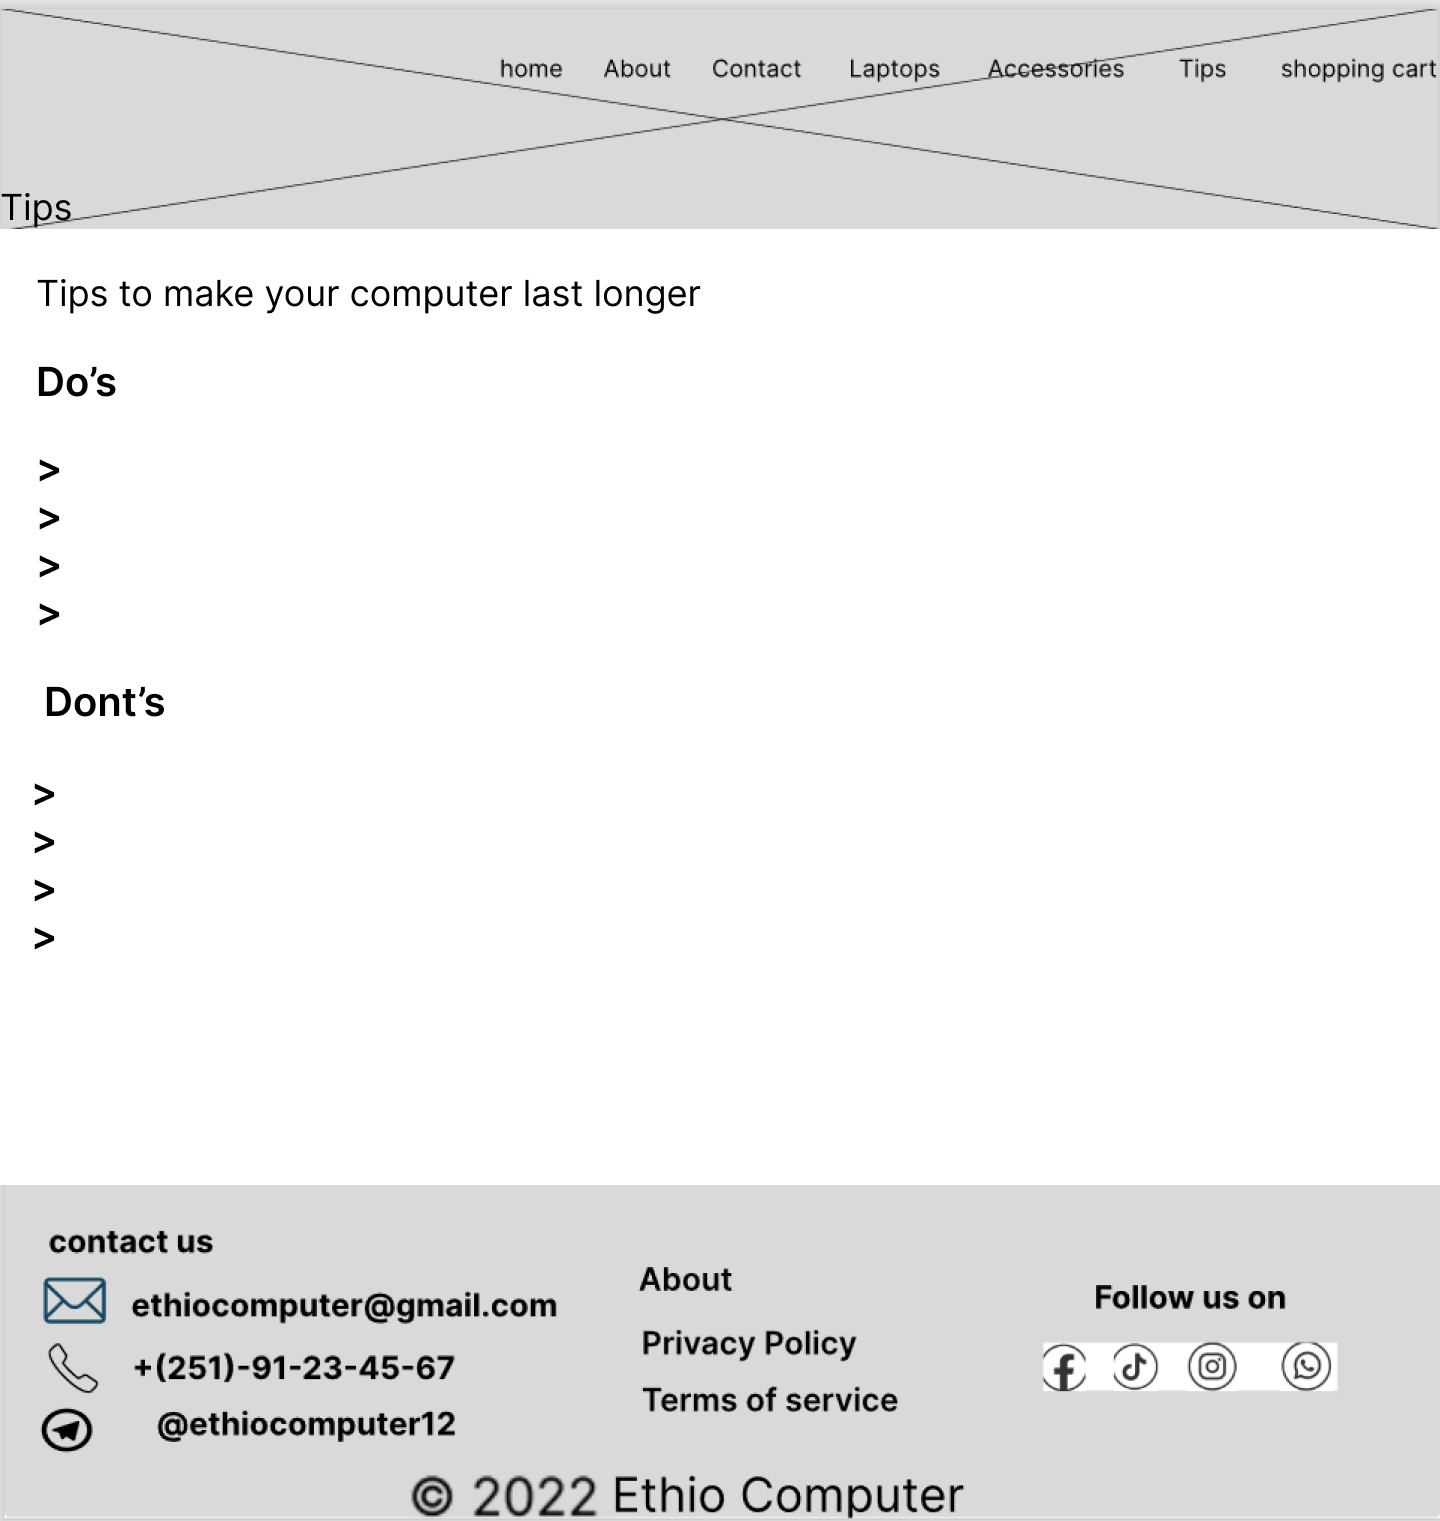 home About Contact Laptops Accessories Tips shopping cart
Tips
Tips to make your computer last longer
Do’s
>
>
>
>
Dont’s
>
>
>
>
contact us
ethiocomputer@gmail.com
+(251)-91-23-45-67
@ethiocomputer12
About
Privacy Policy
Terms of service
Follow us on
© 2022 Ethio Computer